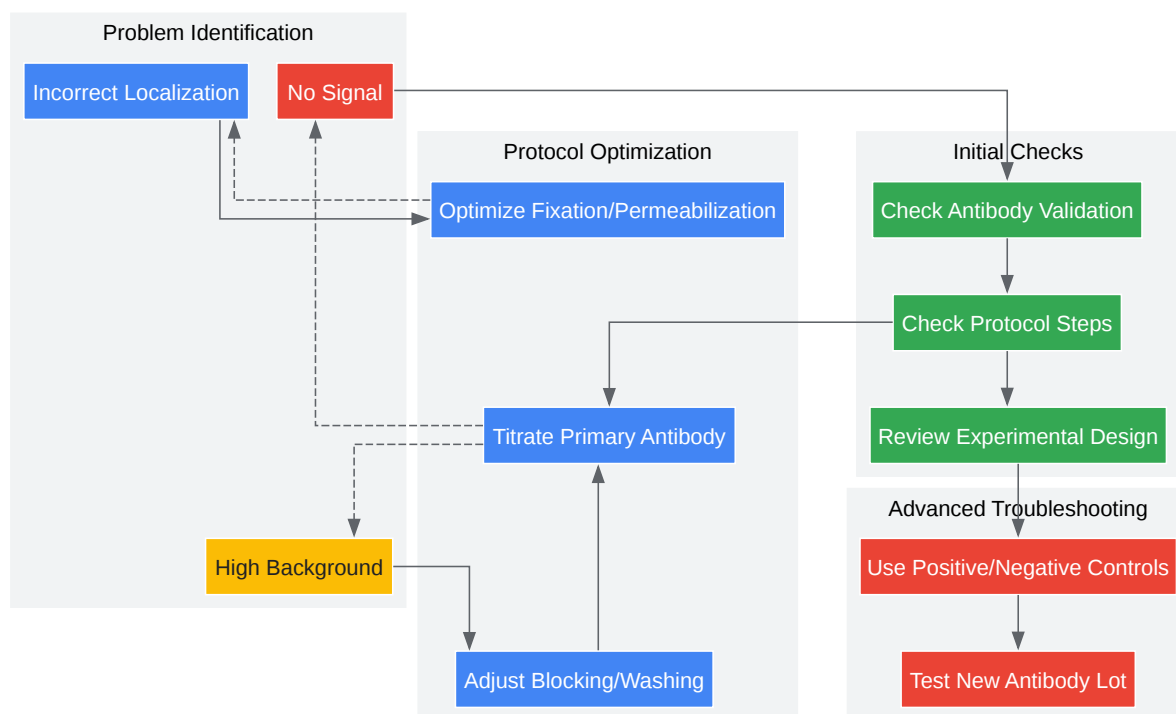 Problem Identification
Incorrect Localization
No Signal
Protocol Optimization
Initial Checks
Optimize Fixation/Permeabilization
Check Antibody Validation
Check Protocol Steps
Titrate Primary Antibody
Review Experimental Design
Advanced Troubleshooting
High Background
Use Positive/Negative Controls
Adjust Blocking/Washing
Test New Antibody Lot